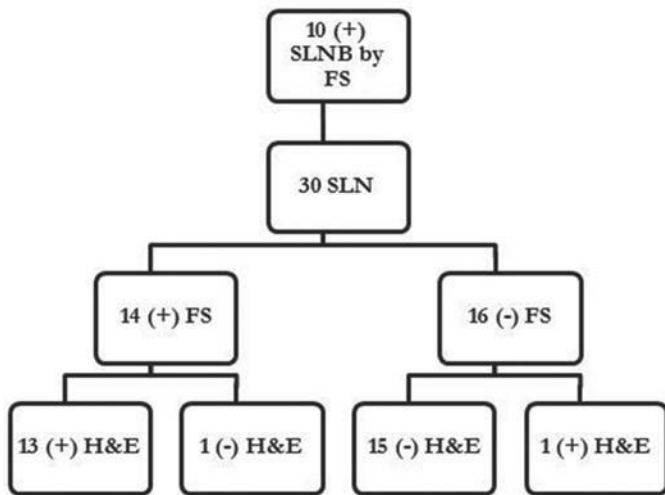 10 (+)
SLNB by
FS
30 SLN
14 (+) FS
16 (-) FS
13 (+) H&E
1 (-) H&E
15 (-) H&E
1 (+) H&E